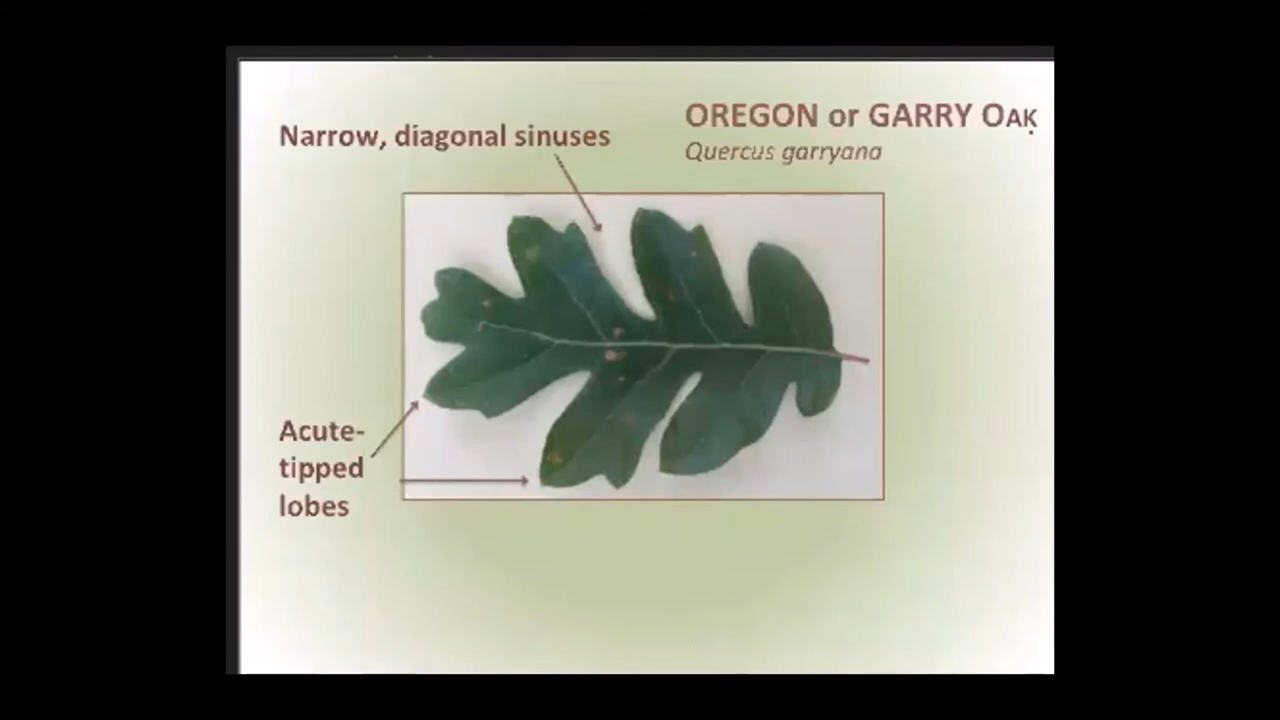 OREGON or GARRY OAK
Quercus garryana
Narrow, diagonal sinuses
Acute-
tipped
lobes